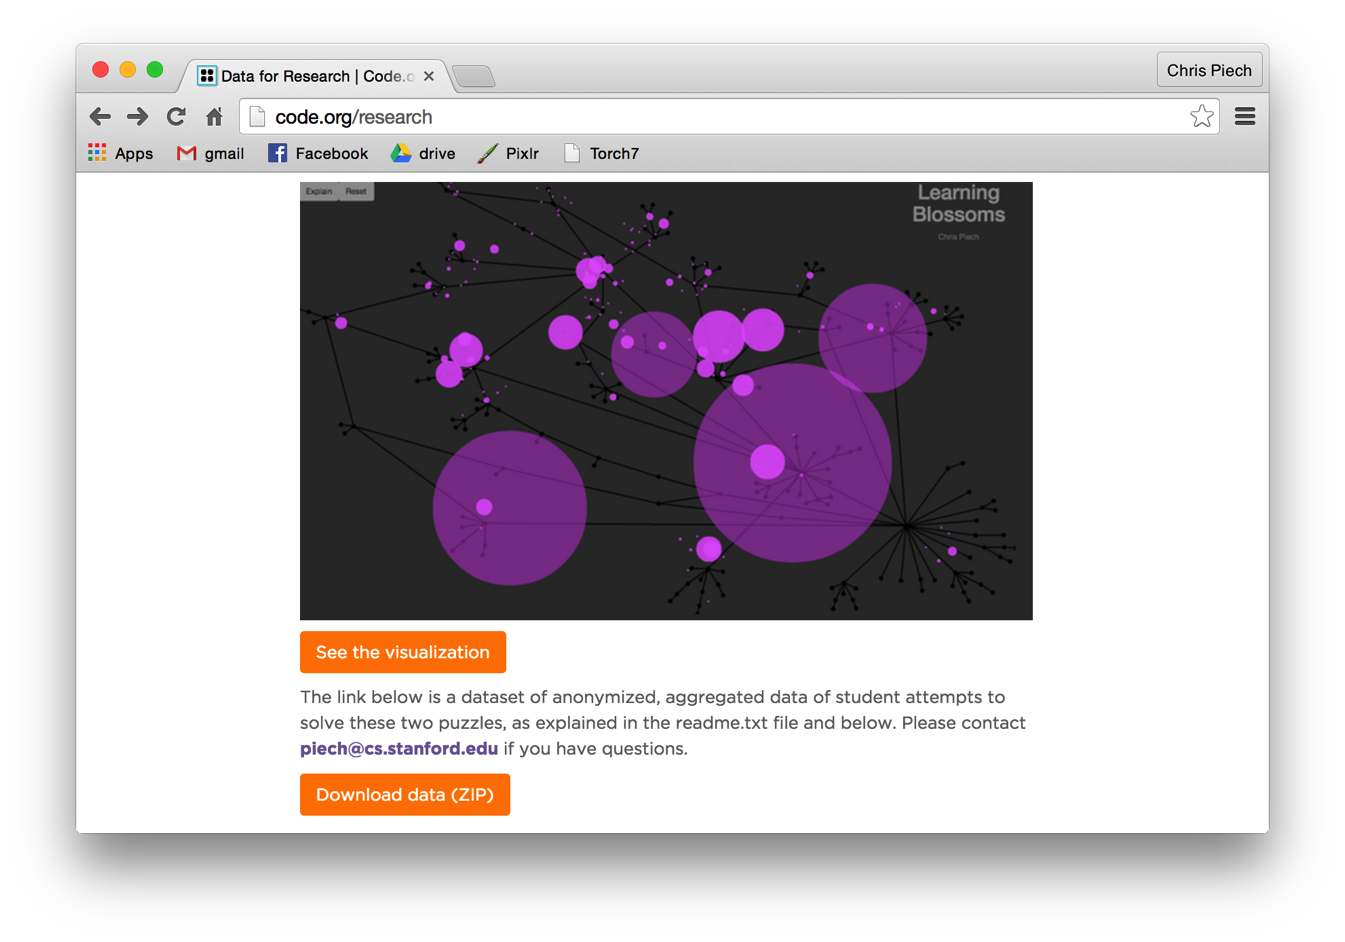 Data for Research | Code.o
Chris Piech
code.org/research
Apps gmail Facebook drive Pixlr Torch7
Explain Reset
Learning
Blossoms
Chris Piech
See the visualization
The link below is a dataset of anonymized, aggregated data of student attempts to
solve these two puzzles, as explained in the readme.txt file and below. Please contact
piech@cs.stanford.edu if you have questions.
Download data (ZIP)